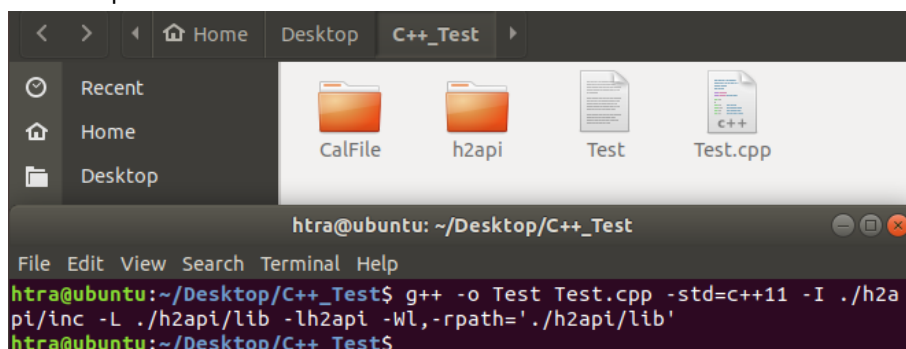 Home Desktop C++_Test
Recent
Home
Desktop
CalFile h2api Test Test.cpp
C++
htra@ubuntu: ~/Desktop/C++_Test
File Edit View Search Terminal Help
htra@ubuntu:~/Desktop/C++_Test$ g++ -o Test Test.cpp -std=c++11 -I ./h2a
pi/inc -L ./h2api/lib -lh2api -Wl,-rpath='./h2api/lib'
htra@ubuntu:~/Desktop/C++_Test$